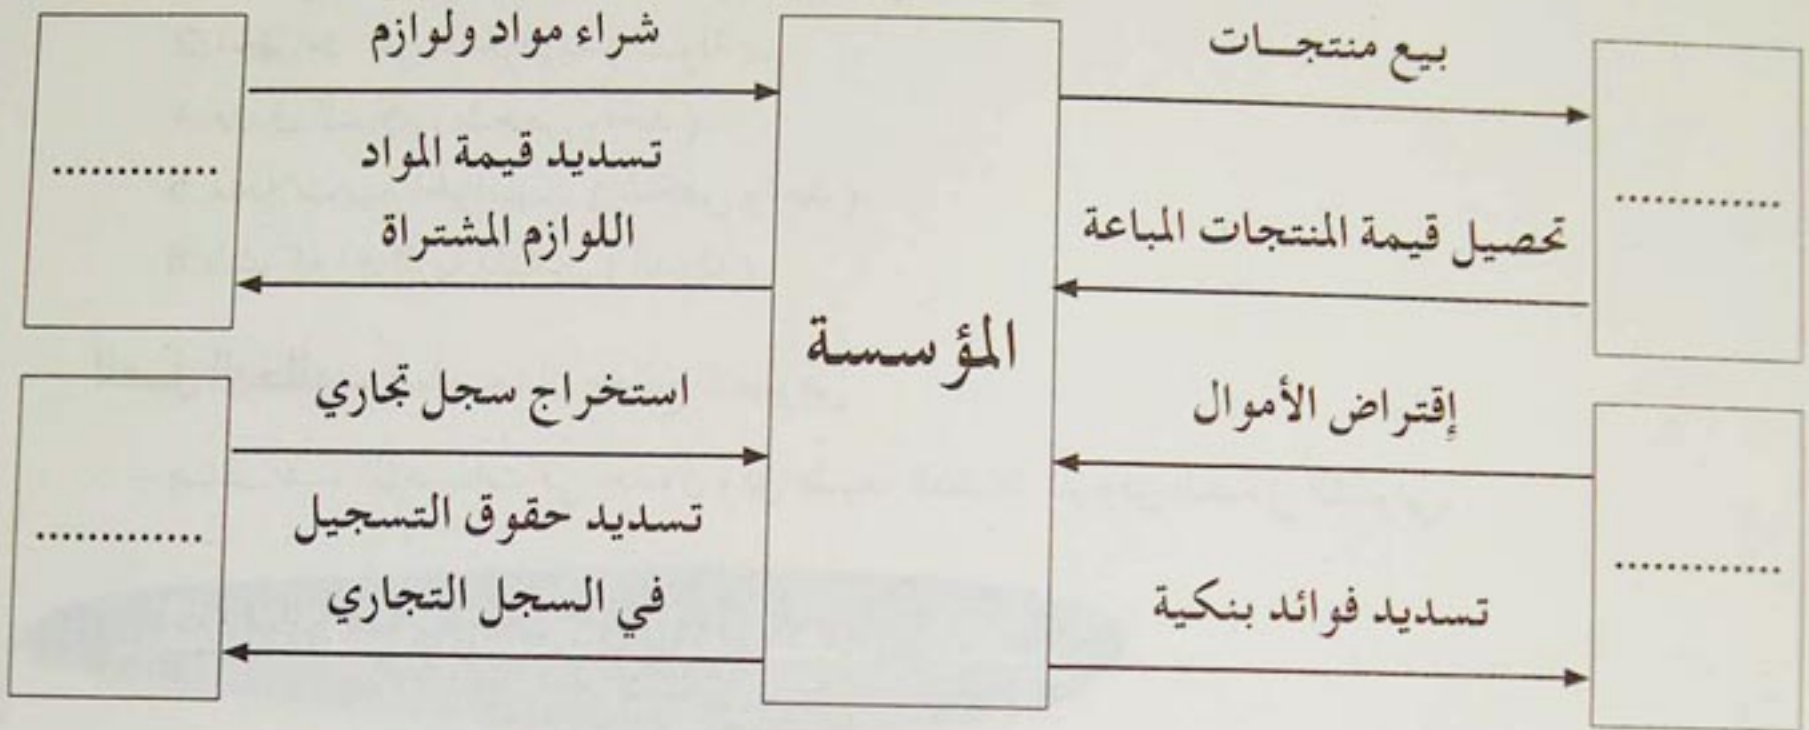 بيع منتجــات
تحصيل قيمة المنتجات المباعة
إقتراض الأموال
تسديد فوائد بنكية
.............
.............
المؤسسة
شراء مواد ولوازم
تسديد قيمة المواد
اللوازم المشتراة
استخراج سجل تجاري
تسديد حقوق التسجيل
في السجل التجاري
.............
.............